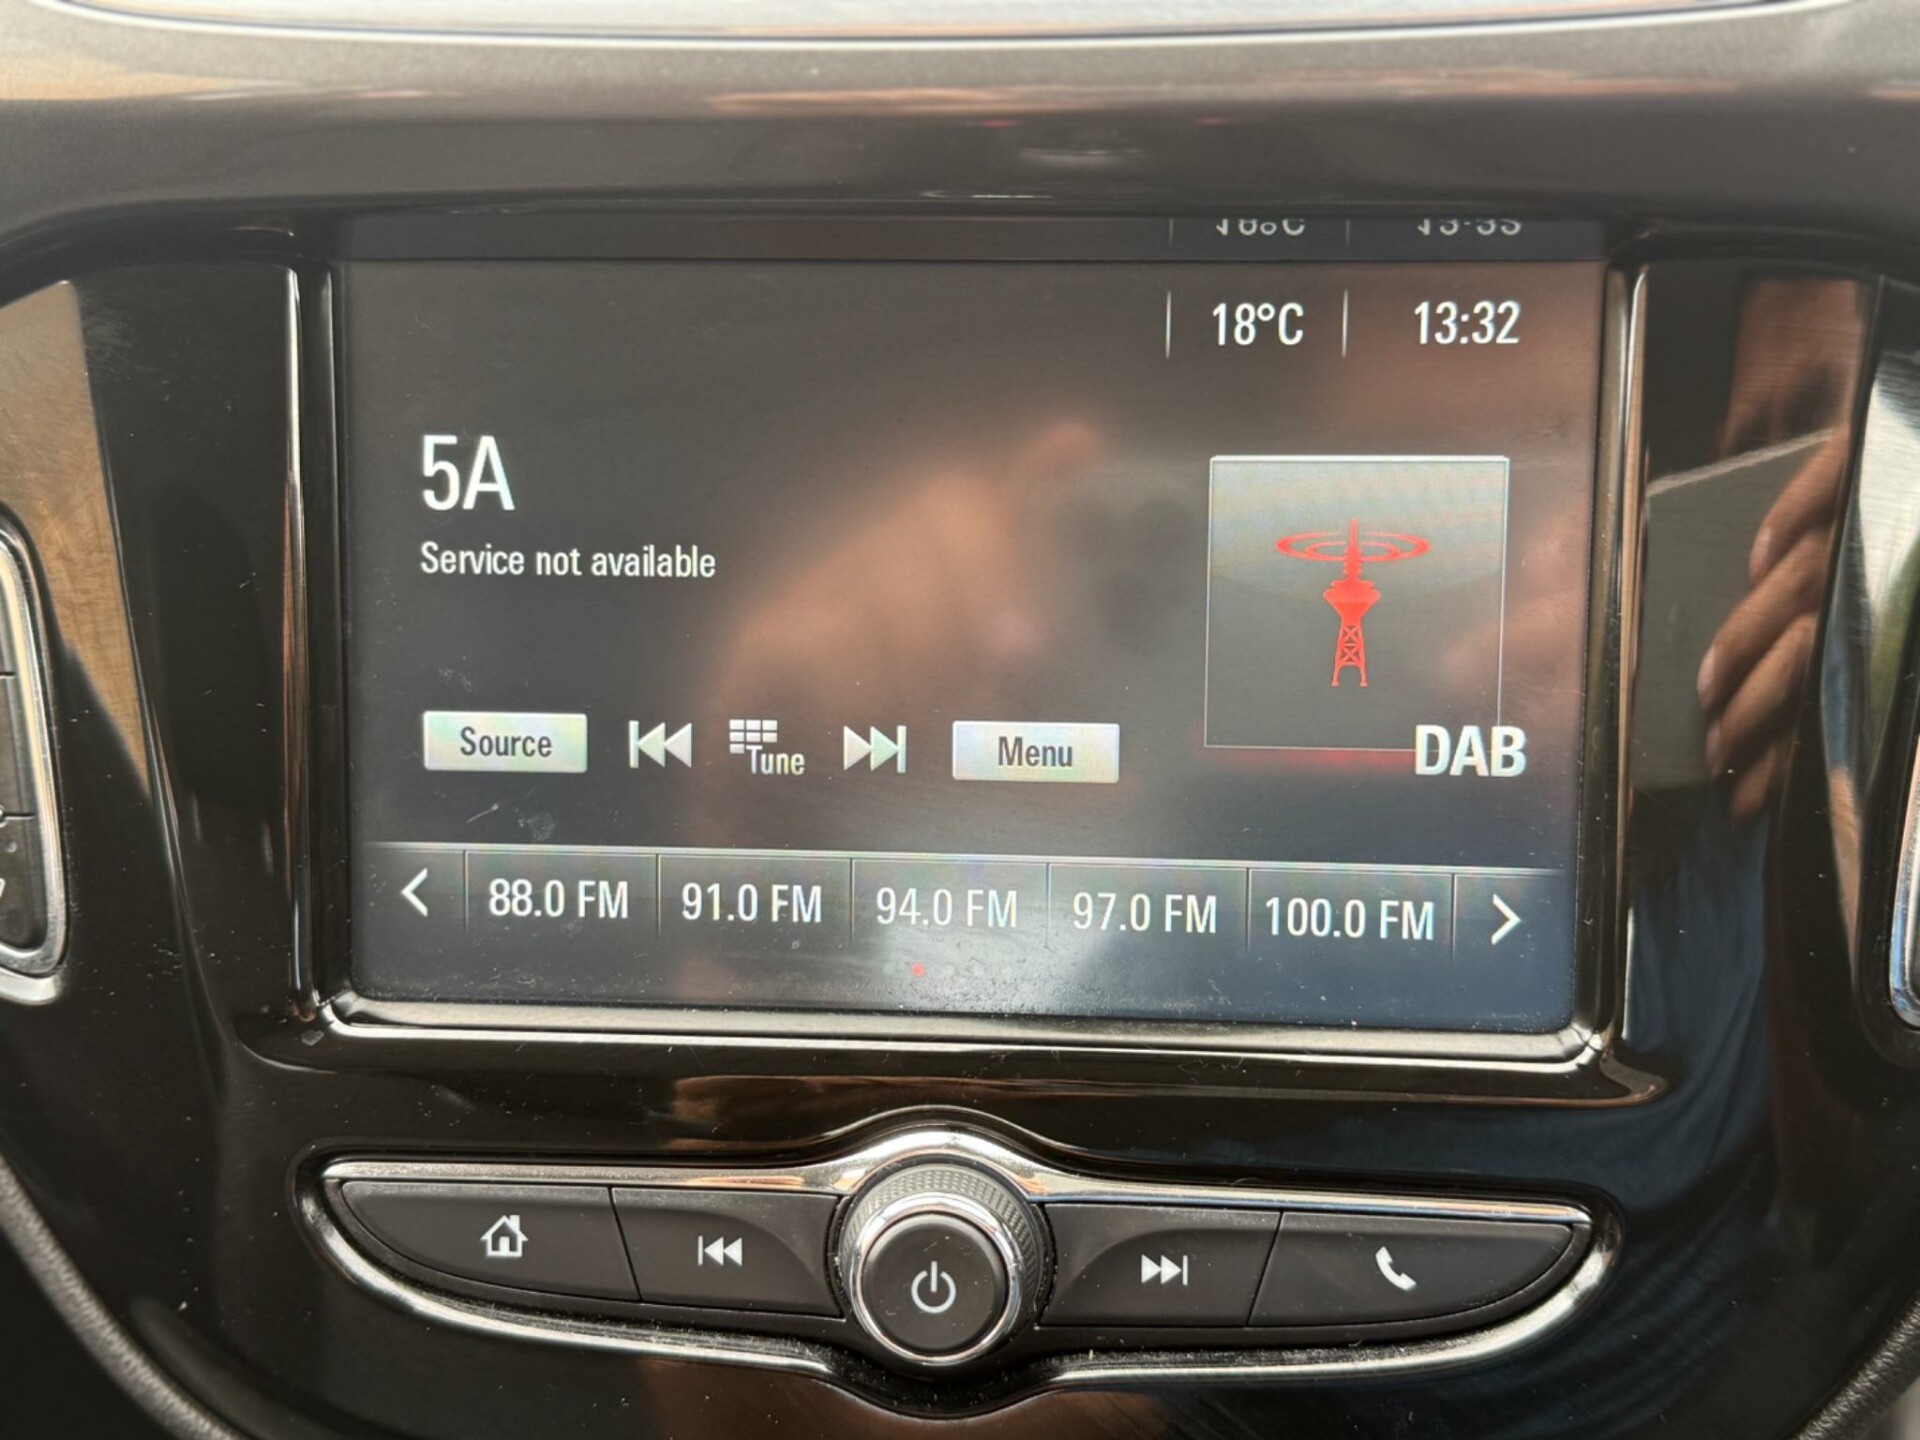 18°C 13:32
5A
Service not available
Source Tune Menu
DAB
88.0 FM 91.0 FM 94.0 FM 97.0 FM 100.0 FM